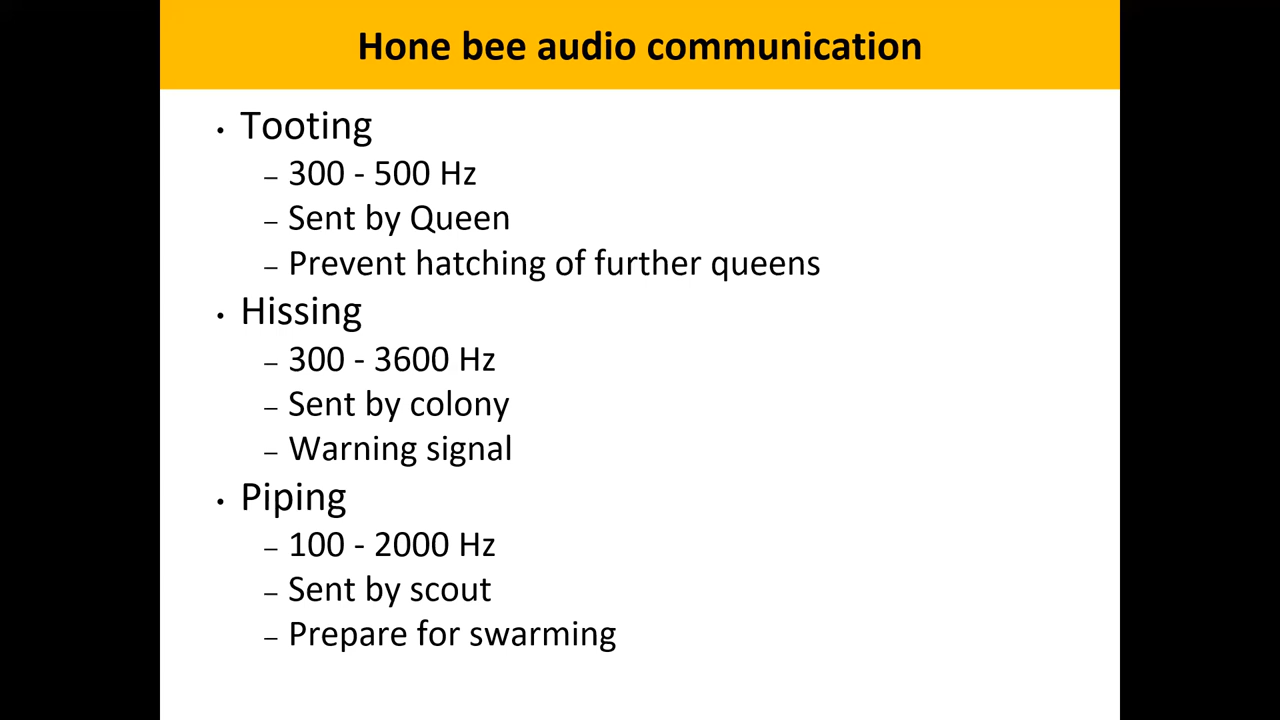 Hone bee audio communication
• Tooting
– 300 - 500 Hz
– Sent by Queen
– Prevent hatching of further queens
• Hissing
– 300 - 3600 Hz
– Sent by colony
– Warning signal
• Piping
– 100 - 2000 Hz
– Sent by scout
– Prepare for swarming